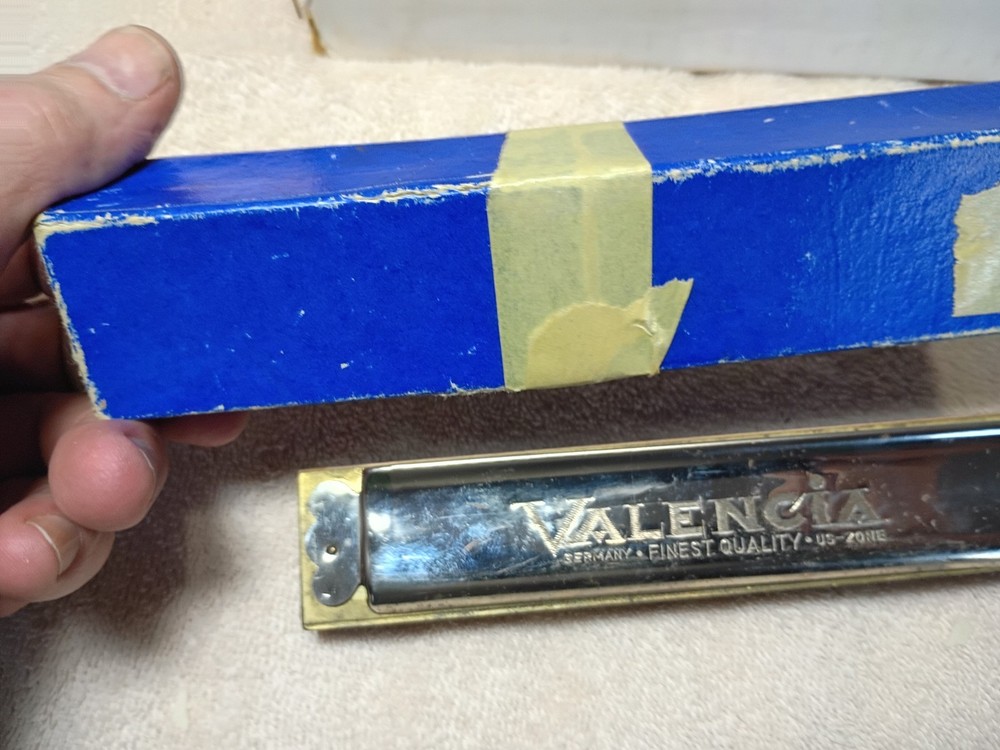 VALENCiA
GERMANY • FINEST QUALITY • US-ZONE